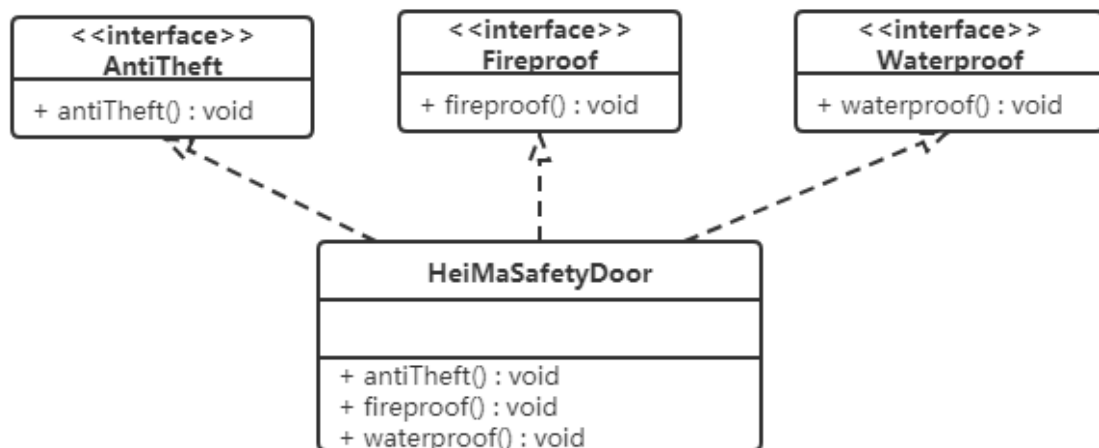 <<interface>>
AntiTheft
+ antiTheft() : void
<<interface>>
Fireproof
+ fireproof() : void
<<interface>>
Waterproof
+ waterproof() : void
HeiMaSafetyDoor
+ antiTheft() : void
+ fireproof() : void
+ waterproof() : void